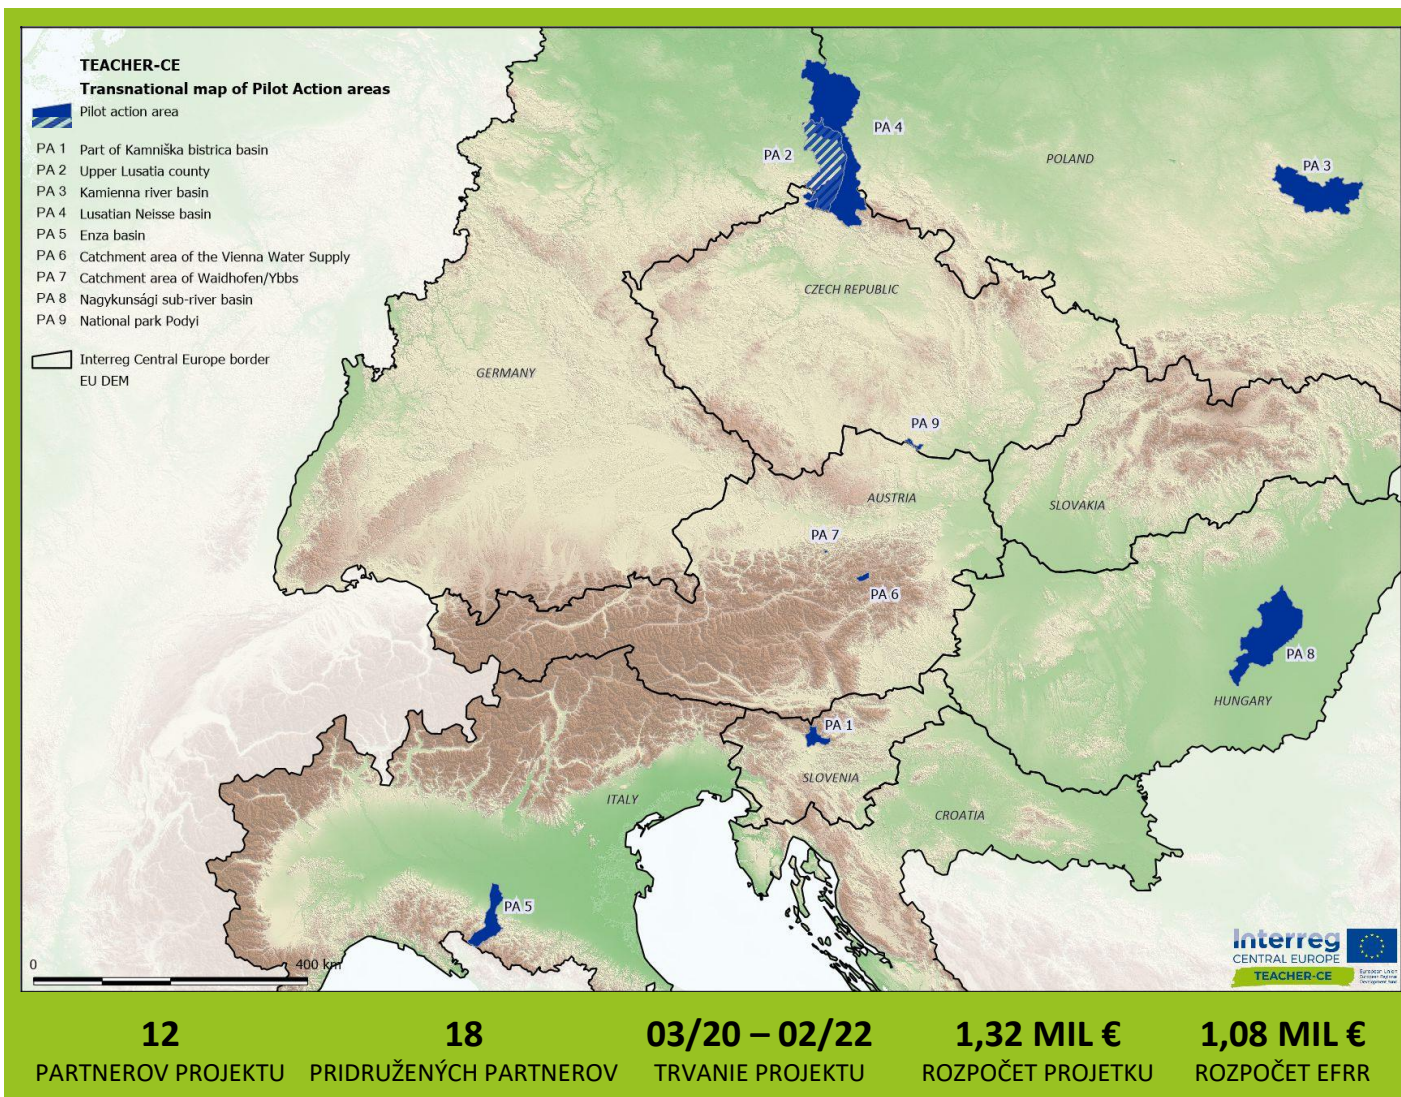 TEACHER-CE
Transnational map of Pilot Action areas
Pilot action area
PA 1 Part of Kamniška bistrica basin
PA 2 Upper Lusatia county
PA 3 Kamienna river basin
PA 4 Lusatian Neisse basin
PA 5 Enza basin
PA 6 Catchment area of the Vienna Water Supply
PA 7 Catchment area of Waidhofen/Ybbs
PA 8 Nagykunsági sub-river basin
PA 9 National park Podyi
Interreg Central Europe border
EU DEM
PA 4
PA 2
POLAND
PA 3
CZECH REPUBLIC
GERMANY
PA 9
AUSTRIA
SLOVAKIA
PA 7
PA 6
PA 8
HUNGARY
PA 1
SLOVENIA
ITALY
CROATIA
PA 5
0 400 km
Interreg
CENTRAL EUROPE
TEACHER-CE
European Union
European Regional
Development Fund
12 18 03/20 – 02/22 1,32 MIL € 1,08 MIL €
PARTNEROV PROJEKTU PRIDRUŽENÝCH PARTNEROV TRVANIE PROJEKTU ROZPOČET PROJETKU ROZPOČET EFRR